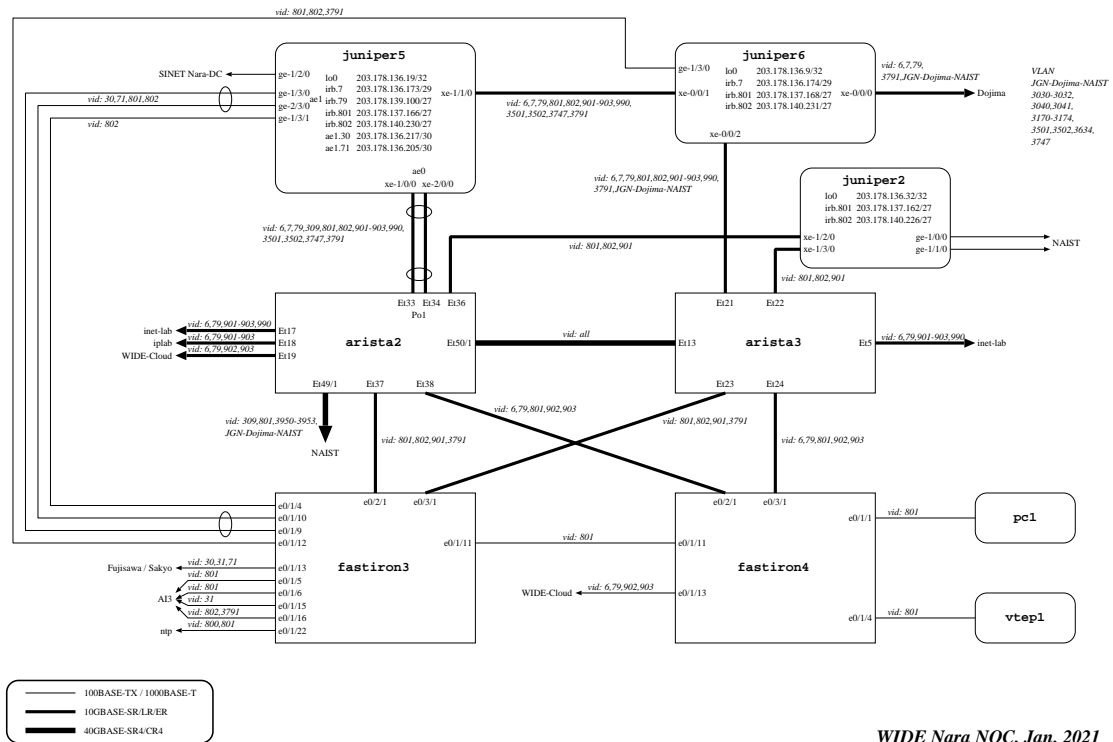 vid: 801,802,3791
juniper5
lo0 203.178.136.19/32
irb.7 203.178.136.173/29
irb.79 203.178.139.100/27
irb.801 203.178.137.166/27
irb.802 203.178.140.230/27
ae1.30 203.178.136.217/30
ae1.71 203.178.136.205/30
SINET Nara-DC
ge-1/2/0
ge-1/3/0
ge-2/3/0
ae1
ge-1/3/1
vid: 30,71,801,802
vid: 802
xe-1/1/0
ae0
xe-1/0/0 xe-2/0/0
vid: 6,7,79,801,802,901-903,990,
3501,3502,3747,3791
juniper6
ge-1/3/0
lo0 203.178.136.9/32
irb.7 203.178.136.174/29
irb.801 203.178.137.168/27
irb.802 203.178.140.231/27
xe-0/0/1
xe-0/0/0
xe-0/0/2
vid: 6,7,79,
3791,JGN-Dojima-NAIST
Dojima
VLAN
JGN-Dojima-NAIST
3030-3032,
3040,3041,
3170-3174,
3501,3502,3634,
3747
vid: 6,7,79,801,802,901-903,990,
3791,JGN-Dojima-NAIST
juniper2
lo0 203.178.136.32/32
irb.801 203.178.137.162/27
irb.802 203.178.140.226/27
xe-1/2/0
xe-1/3/0
ge-1/0/0
ge-1/1/0
NAIST
vid: 6,7,79,309,801,802,901-903,990,
3501,3502,3747,3791
vid: 801,802,901
vid: 801,802,901
Et33 Et34 Et36
Po1
inet-lab
vid: 6,79,901-903,990
Et17
iplab
vid: 6,79,901-903
Et18
WIDE-Cloud
vid: 6,79,902,903
Et19
arista2
Et50/1
vid: all
Et49/1 Et37 Et38
Et21 Et22
Et13
arista3
Et5
vid: 6,79,901-903,990
inet-lab
Et23 Et24
vid: 309,801,3950-3953,
JGN-Dojima-NAIST
NAIST
vid: 801,802,901,3791
vid: 6,79,801,902,903
vid: 801,802,901,3791
vid: 6,79,801,902,903
e0/2/1 e0/3/1
e0/1/4
e0/1/10
e0/1/9
e0/1/12
fastiron3
e0/1/11
vid: 801
Fujisawa / Sakyo
vid: 30,31,71
e0/1/13
vid: 801
e0/1/5
AI3
vid: 801
e0/1/6
vid: 31
e0/1/15
vid: 802,3791
e0/1/16
ntp
vid: 800,801
e0/1/22
e0/2/1 e0/3/1
e0/1/11
fastiron4
e0/1/1
vid: 801
pc1
WIDE-Cloud
vid: 6,79,902,903
e0/1/13
e0/1/4
vid: 801
vtep1
100BASE-TX / 1000BASE-T
10GBASE-SR/LR/ER
40GBASE-SR4/CR4
WIDE Nara NOC, Jan, 2021